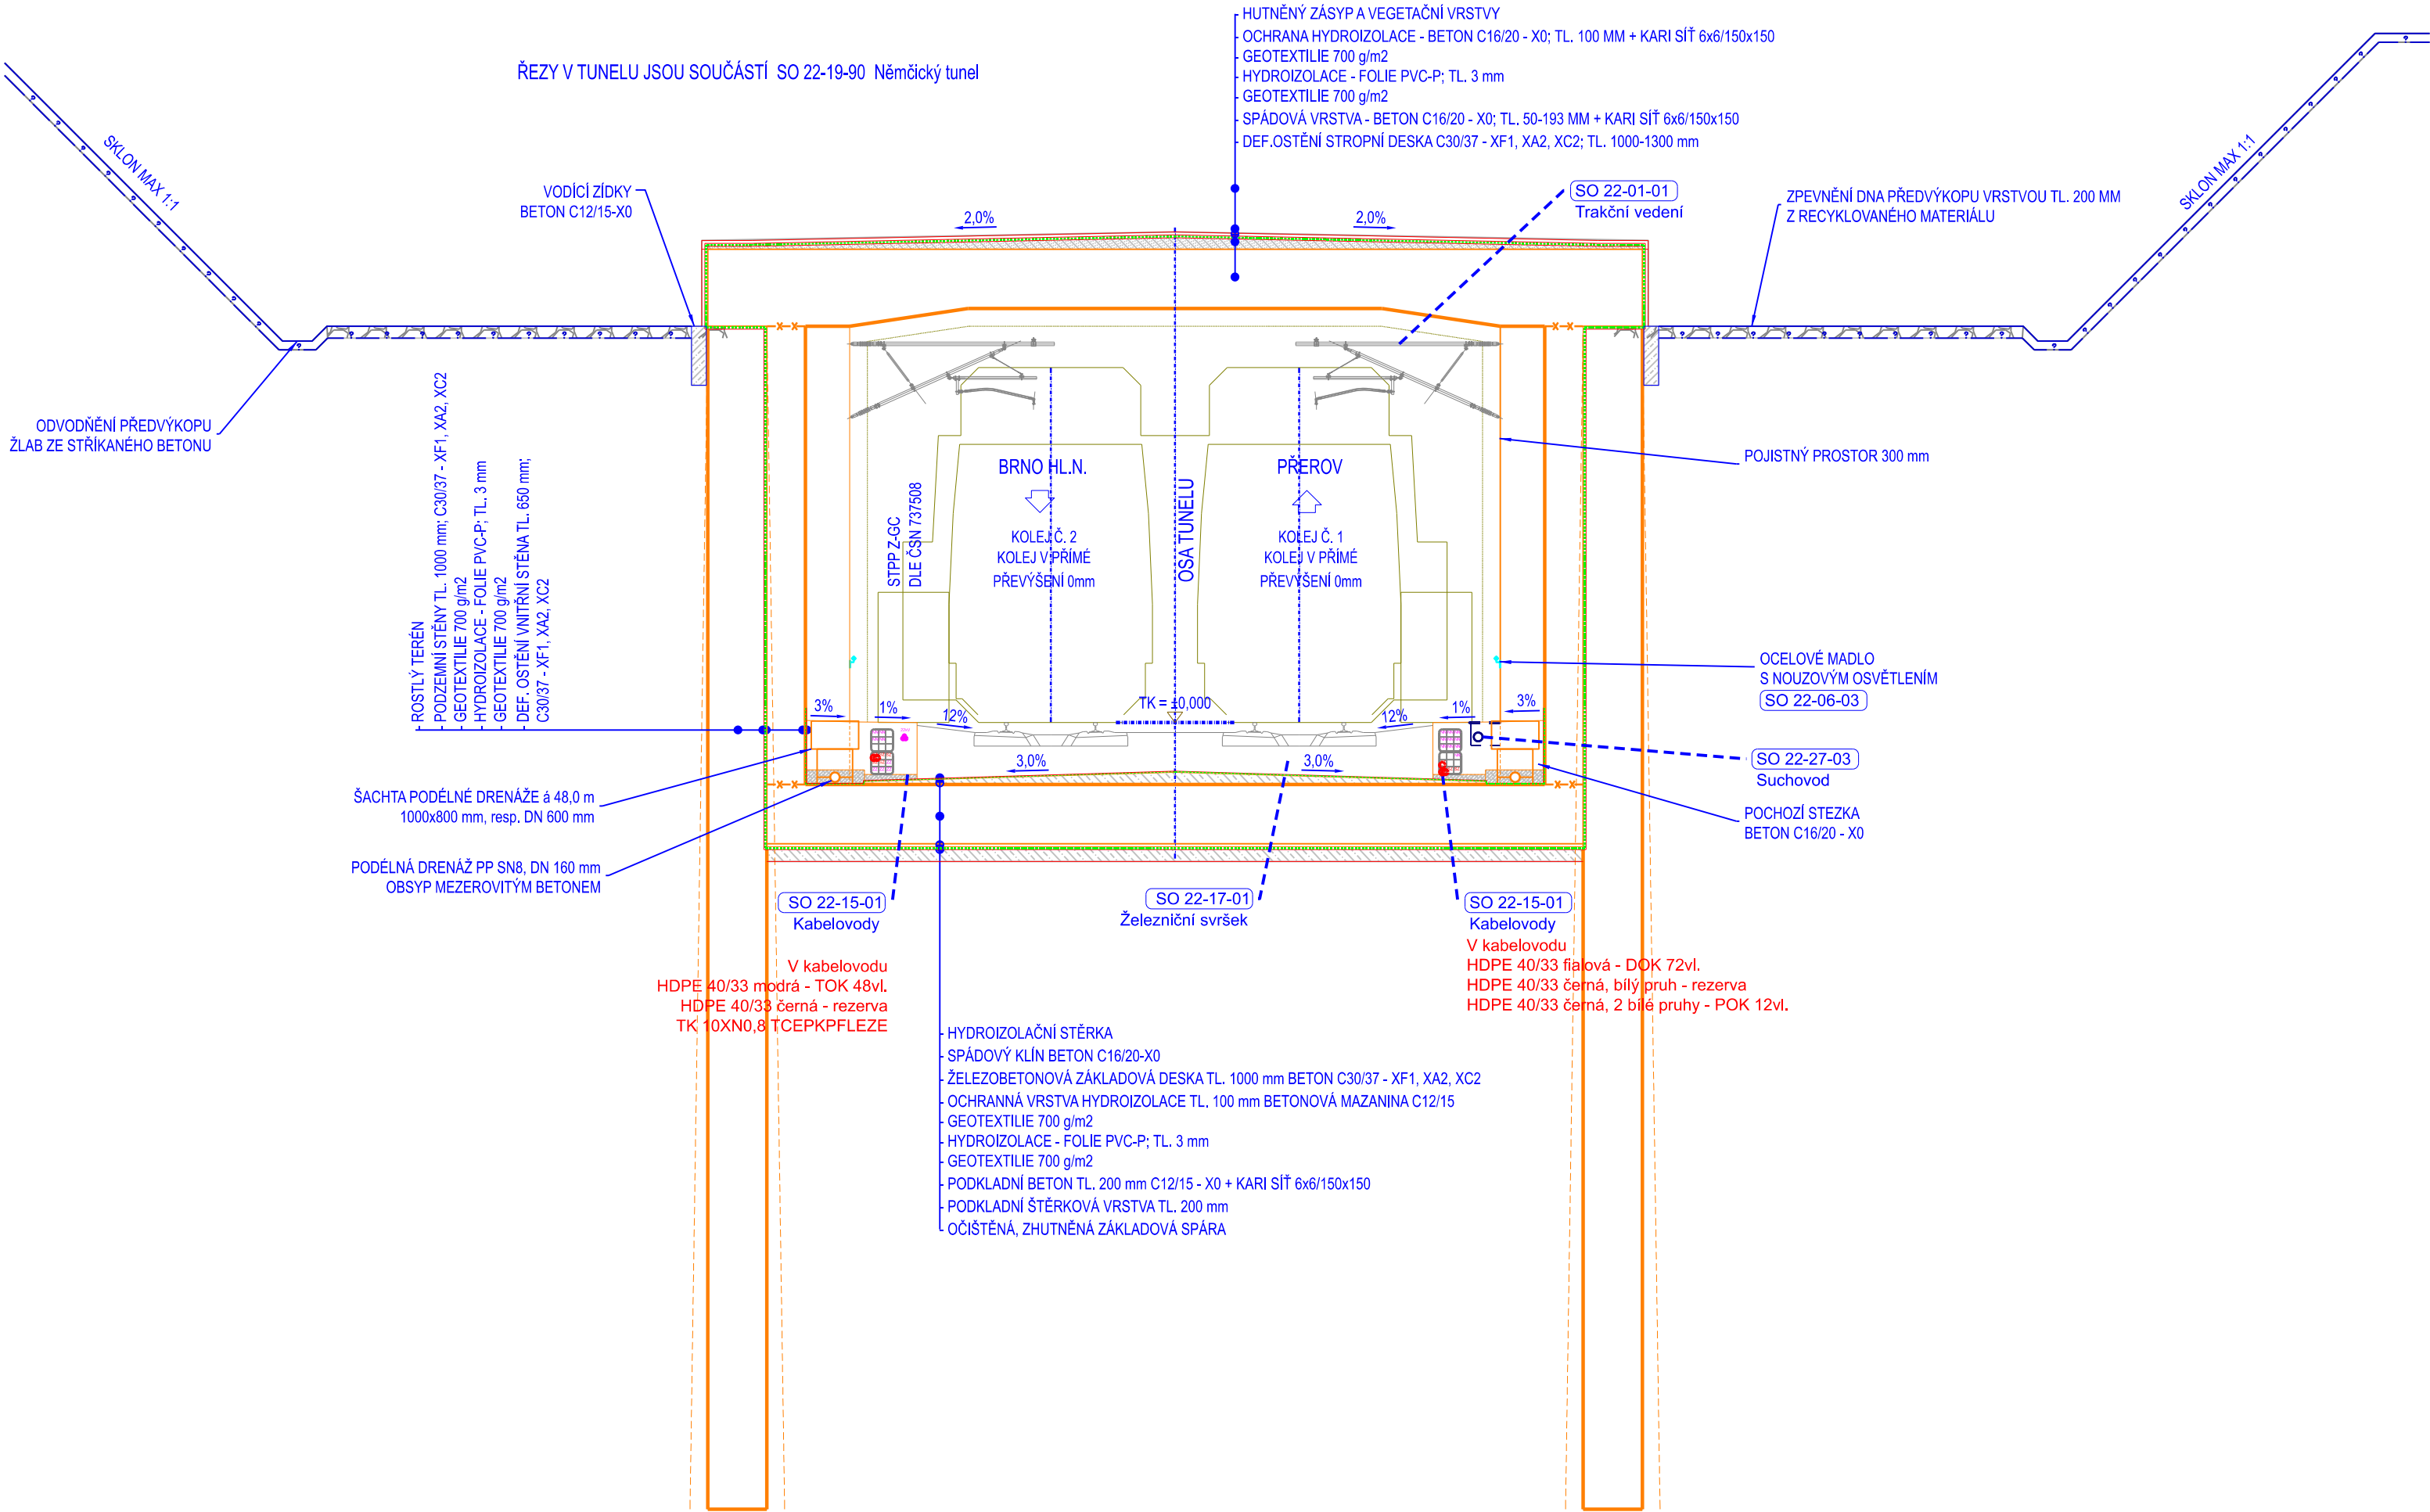 HUTNĚNÝ ZÁSYP A VEGETAČNÍ VRSTVY
OCHRANA HYDROIZOLACE - BETON C16/20 - X0; TL. 100 MM + KARI SÍŤ 6x6/150x150
GEOTEXTILIE 700 g/m2
HYDROIZOLACE - FOLIE PVC-P; TL. 3 mm
GEOTEXTILIE 700 g/m2
SPÁDOVÁ VRSTVA - BETON C16/20 - X0; TL. 50-193 MM + KARI SÍŤ 6x6/150x150
DEF.OSTĚNÍ STROPNÍ DESKA C30/37 - XF1, XA2, XC2; TL. 1000-1300 mm
ŘEZY V TUNELU JSOU SOUČÁSTÍ SO 22-19-90 Němčický tunel
SKLON MAX 1:1
VODÍCÍ ZÍDKY
BETON C12/15-X0
2,0%
2,0%
SO 22-01-01
Trakční vedení
ZPEVNĚNÍ DNA PŘEDVÝKOPU VRSTVOU TL. 200 MM
Z RECYKLOVANÉHO MATERIÁLU
SKLON MAX 1:1
ODVODŇĚNÍ PŘEDVÝKOPU
ŽLAB ZE STŘÍKANÉHO BETONU
ROSTLÝ TERÉN
PODZEMNÍ STĚNY TL. 1000 mm; C30/37 - XF1, XA2, XC2
GEOTEXTILIE 700 g/m2
HYDROIZOLACE - FOLIE PVC-P; TL. 3 mm
GEOTEXTILIE 700 g/m2
DEF. OSTĚNÍ VNITŘNÍ STĚNA TL. 650 mm;
C30/37 - XF1, XA2, XC2
STPP Z-GC
DLE ČSN 737508
BRNO HL.N.
KOLEJ Č. 2
KOLEJ V PŘÍMÉ
PŘEVÝŠENÍ 0mm
OSA TUNELU
PŘEROV
KOLEJ Č. 1
KOLEJ V PŘÍMÉ
PŘEVÝŠENÍ 0mm
POJISTNÝ PROSTOR 300 mm
OCELOVÉ MADLO
S NOUZOVÝM OSVĚTLENÍM
SO 22-06-03
3%
1%
12%
TK = ±0,000
12%
1%
3%
3,0%
3,0%
SO 22-27-03
Suchovod
ŠACHTA PODÉLNÉ DRENÁŽE á 48,0 m
1000x800 mm, resp. DN 600 mm
POCHOZÍ STEZKA
BETON C16/20 - X0
PODÉLNÁ DRENÁŽ PP SN8, DN 160 mm
OBSYP MEZEROVITÝM BETONEM
SO 22-15-01
Kabelovody
SO 22-17-01
Železniční svršek
SO 22-15-01
Kabelovody
V kabelovodu
HDPE 40/33 modrá - TOK 48vl.
HDPE 40/33 černá - rezerva
TK 10XN0,8 TCEPKPFLEZE
V kabelovodu
HDPE 40/33 fialová - DOK 72vl.
HDPE 40/33 černá, bílý pruh - rezerva
HDPE 40/33 černá, 2 bílé pruhy - POK 12vl.
HYDROIZOLAČNÍ STĚRKA
SPÁDOVÝ KLÍN BETON C16/20-X0
ŽELEZOBETONOVÁ ZÁKLADOVÁ DESKA TL. 1000 mm BETON C30/37 - XF1, XA2, XC2
OCHRANNÁ VRSTVA HYDROIZOLACE TL. 100 mm BETONOVÁ MAZANINA C12/15
GEOTEXTILIE 700 g/m2
HYDROIZOLACE - FOLIE PVC-P; TL. 3 mm
GEOTEXTILIE 700 g/m2
PODKLADNÍ BETON TL. 200 mm C12/15 - X0 + KARI SÍŤ 6x6/150x150
PODKLADNÍ ŠTĚRKOVÁ VRSTVA TL. 200 mm
OČIŠTĚNÁ, ZHUTNĚNÁ ZÁKLADOVÁ SPÁRA